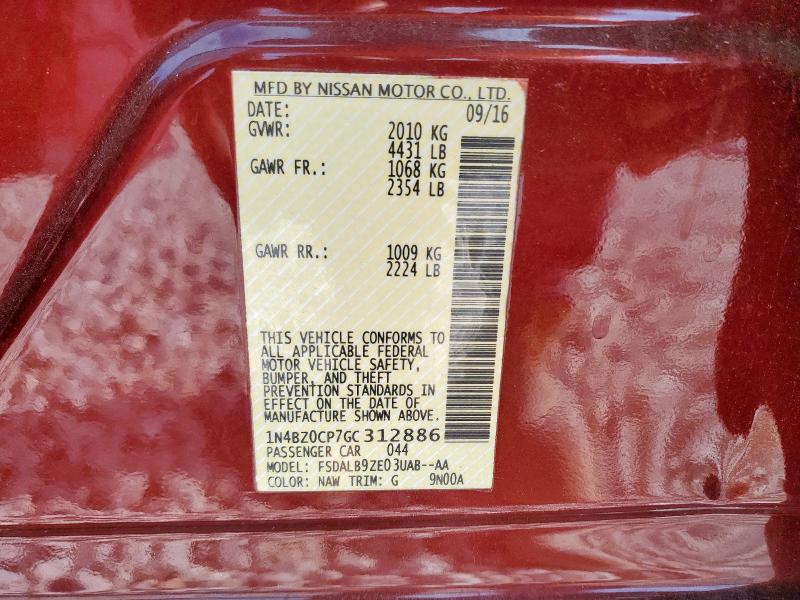 MFD BY NISSAN MOTOR CO., LTD.
DATE: 09/16
GVWR: 2010 KG
4431 LB
GAWR FR.: 1068 KG
2354 LB
GAWR RR.: 1009 KG
2224 LB
THIS VEHICLE CONFORMS TO
ALL APPLICABLE FEDERAL
MOTOR VEHICLE SAFETY,
BUMPER, AND THEFT
PREVENTION STANDARDS IN
EFFECT ON THE DATE OF
MANUFACTURE SHOWN ABOVE.
1N4BZ0CP7GC312886
PASSENGER CAR 044
MODEL: FSDALB9ZE03UAB--AA
COLOR: NAW TRIM: G 9N00A